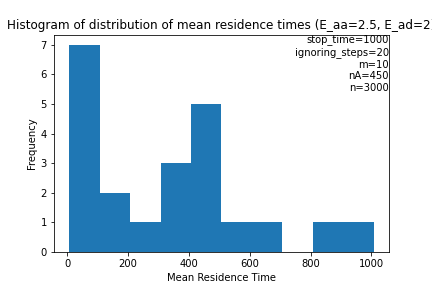 Histogram of distribution of mean residence times (E_aa=2.5, E_ad=2
stop_time=1000
ignoring_steps=20
m=10
nA=450
n=3000
7
6
5
4
3
2
1
0
Frequency
0 200 400 600 800 1000
Mean Residence Time